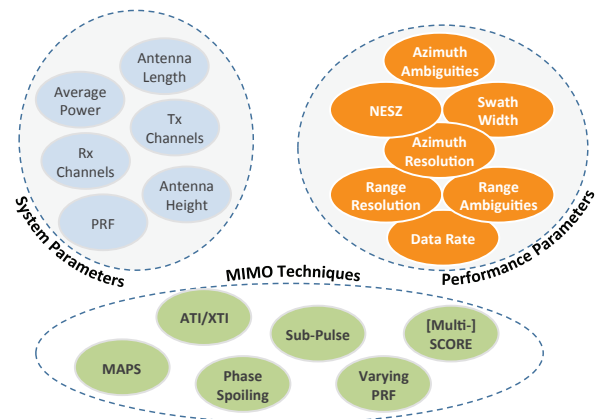 Antenna
Length
Average
Power
Tx
Channels
Rx
Channels
Antenna
Height
PRF
System Parameters
Azimuth
Ambiguities
NESZ
Swath
Width
Azimuth
Resolution
Range
Resolution
Range
Ambiguities
Data Rate
Performance Parameters
MIMO Techniques
ATI/XTI
Sub-Pulse
[Multi-]
SCORE
MAPS
Phase
Spoiling
Varying
PRF